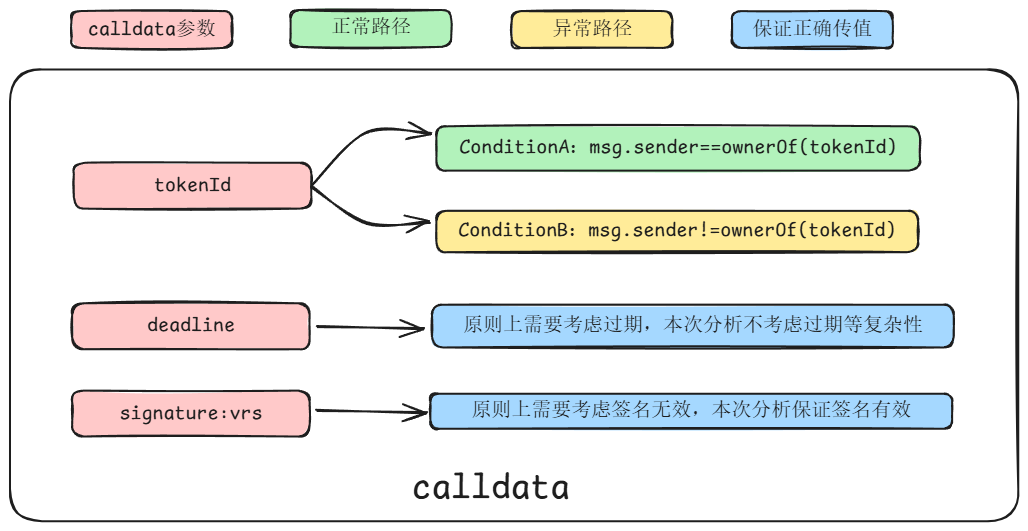 calldata参数
正常路径
异常路径
保证正确传值
tokenId
ConditionA: msg.sender==ownerOf(tokenId)
ConditionB: msg.sender!=ownerOf(tokenId)
deadline
原则上需要考虑过期，本次分析不考虑过期等复杂性
signature:vrs
原则上需要考虑签名无效，本次分析保证签名有效
calldata